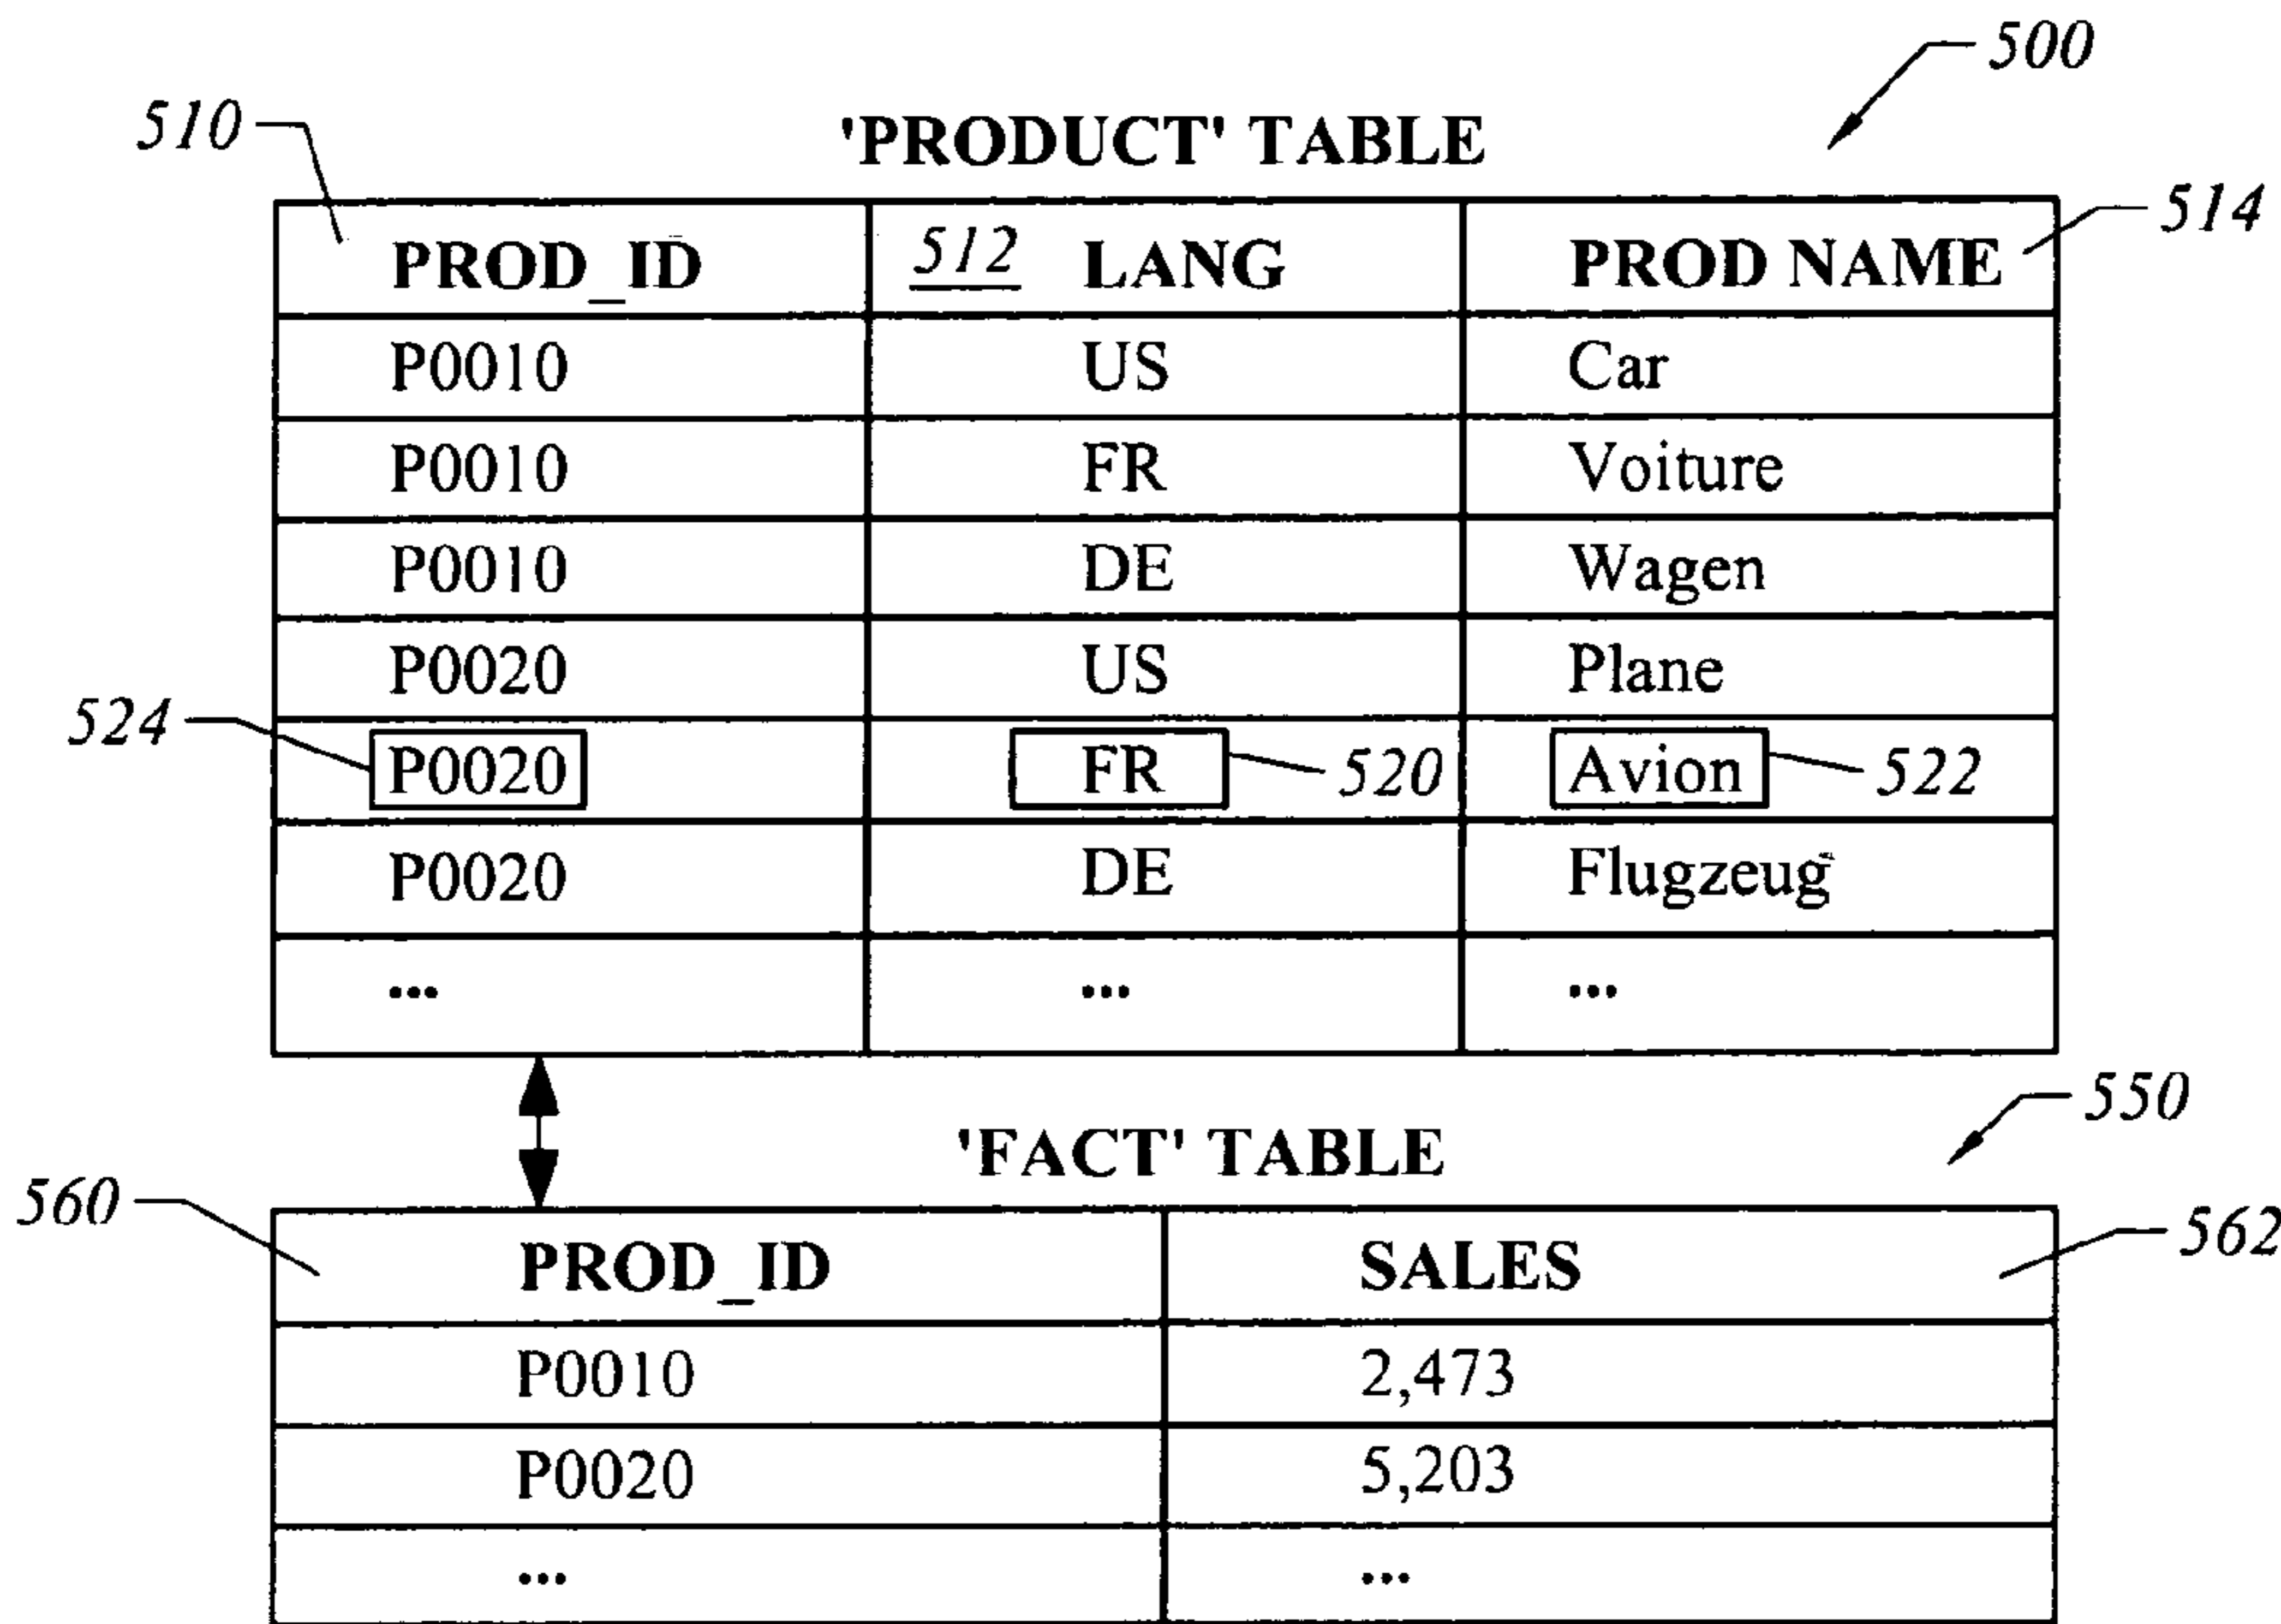 500
510
'PRODUCT' TABLE
514
PROD_ID 512 LANG PROD NAME
P0010 US Car
P0010 FR Voiture
P0010 DE Wagen
P0020 US Plane
524 P0020 FR 520 Avion 522
P0020 DE Flugzeug
... ... ...
550
'FACT' TABLE
560 562
PROD_ID SALES
P0010 2,473
P0020 5,203
... ...